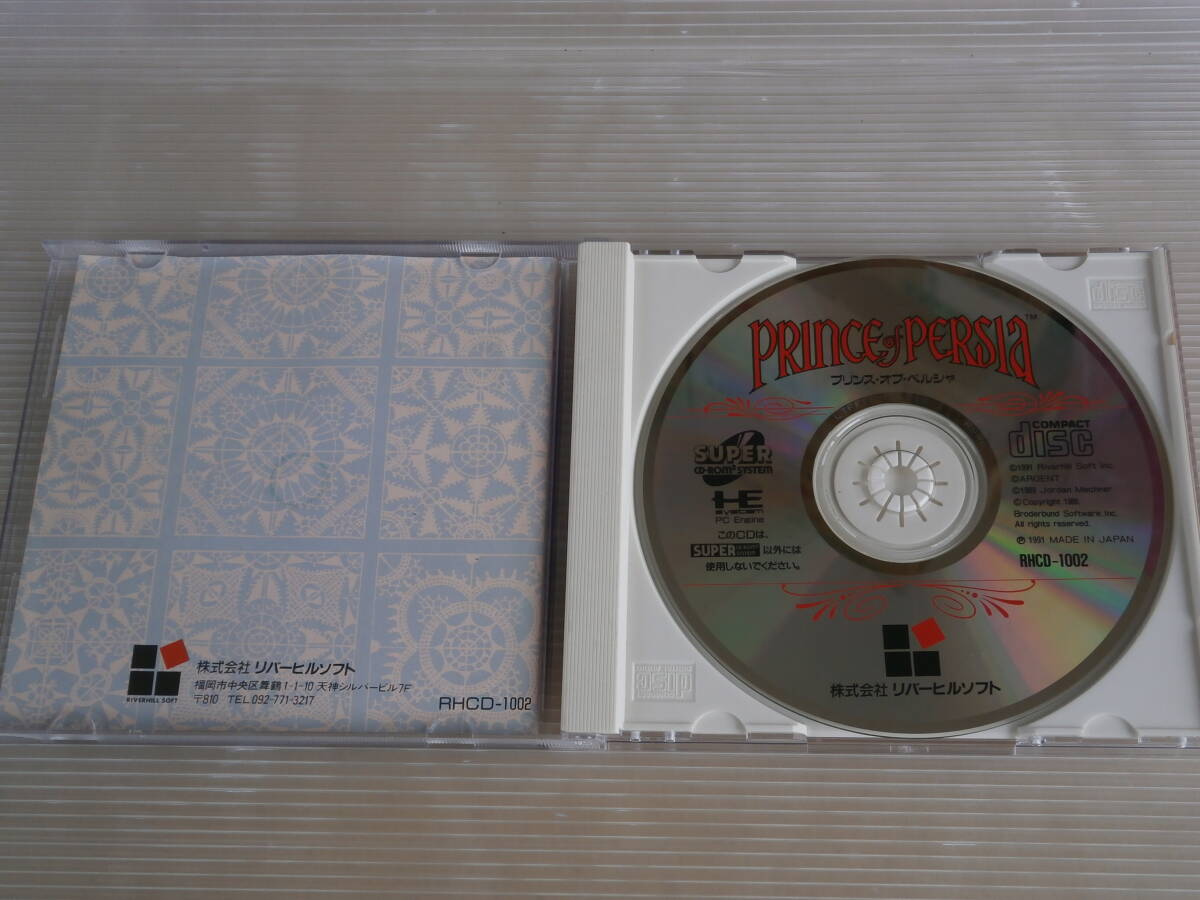 RIVERHILL SOFT
株式会社 リバーヒルソフト
福岡市中央区舞鶴1-1-10 天神シルバービル7F
〒810 TEL.092-771-3217
RHCD-1002
PRINCE of PERSIA™
プリンス・オブ・ペルシャ
SUPER
CD-ROM² SYSTEM
HE
system
PC Engine
このCDは、
SUPER 以外には
使用しないでください。
COMPACT
disc
©1991 Riverhill Soft Inc.
©ARGENT
©1989 Jordan Mechner
©Copyright 1989,
Broderbund Software, Inc.
All rights reserved.
℗ 1991 MADE IN JAPAN
RHCD-1002
株式会社 リバーヒルソフト
disc
disc